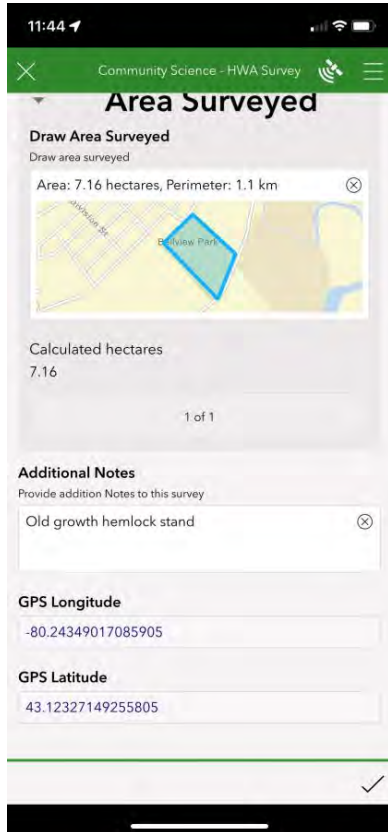 11:44
Community Science - HWA Survey
Area Surveyed
Draw Area Surveyed
Draw area surveyed
Area: 7.16 hectares, Perimeter: 1.1 km
Bellview Park
Calculated hectares
7.16
1 of 1
Additional Notes
Provide addition Notes to this survey
Old growth hemlock stand
GPS Longitude
-80.24349017085905
GPS Latitude
43.12327149255805